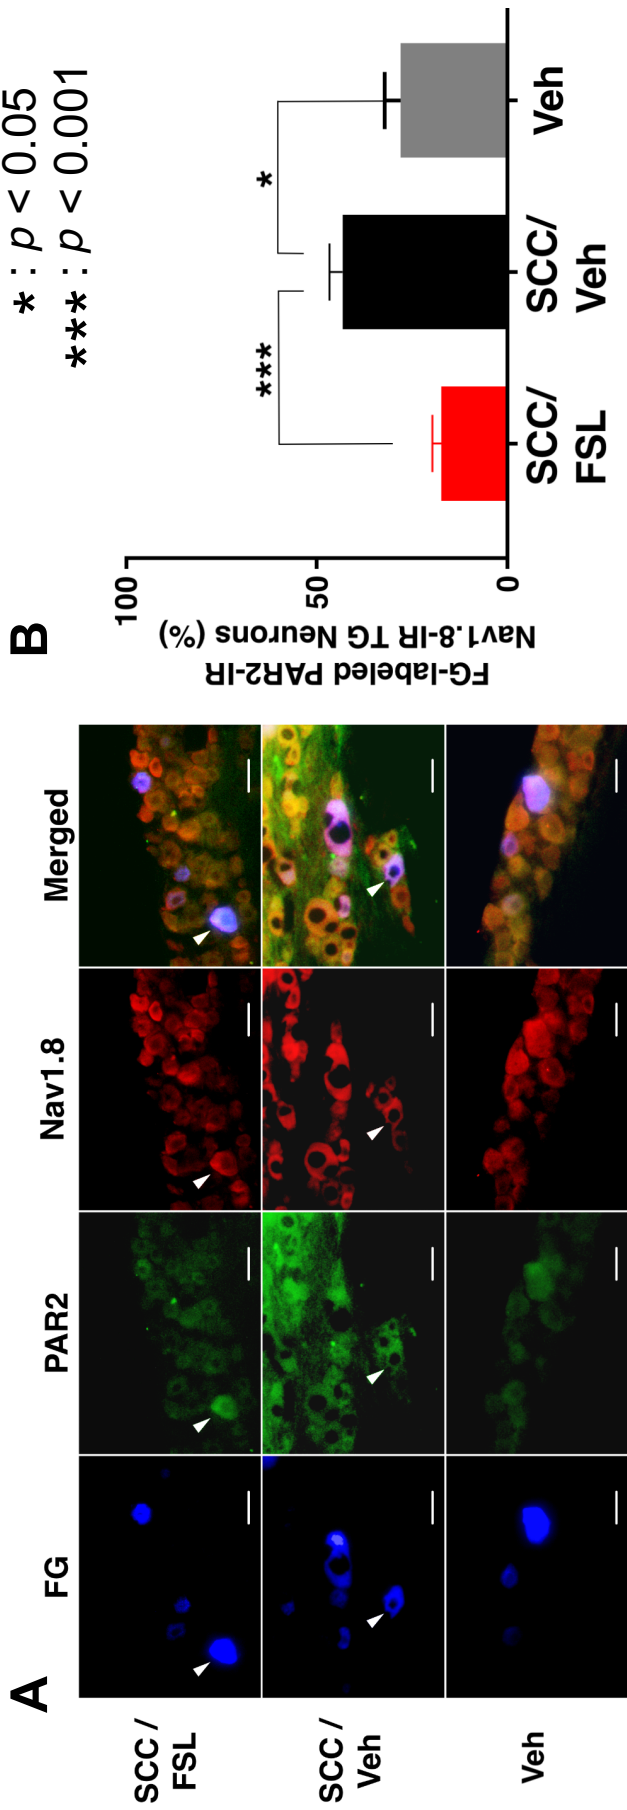 A
FG
PAR2
Nav1.8
Merged
SCC /
FSL
SCC /
Veh
Veh
B
* : p < 0.05
*** : p < 0.001
FG-labeled PAR2-IR
Nav1.8-IR TG Neurons (%)
100
50
0
***
*
SCC/
FSL
SCC/
Veh
Veh